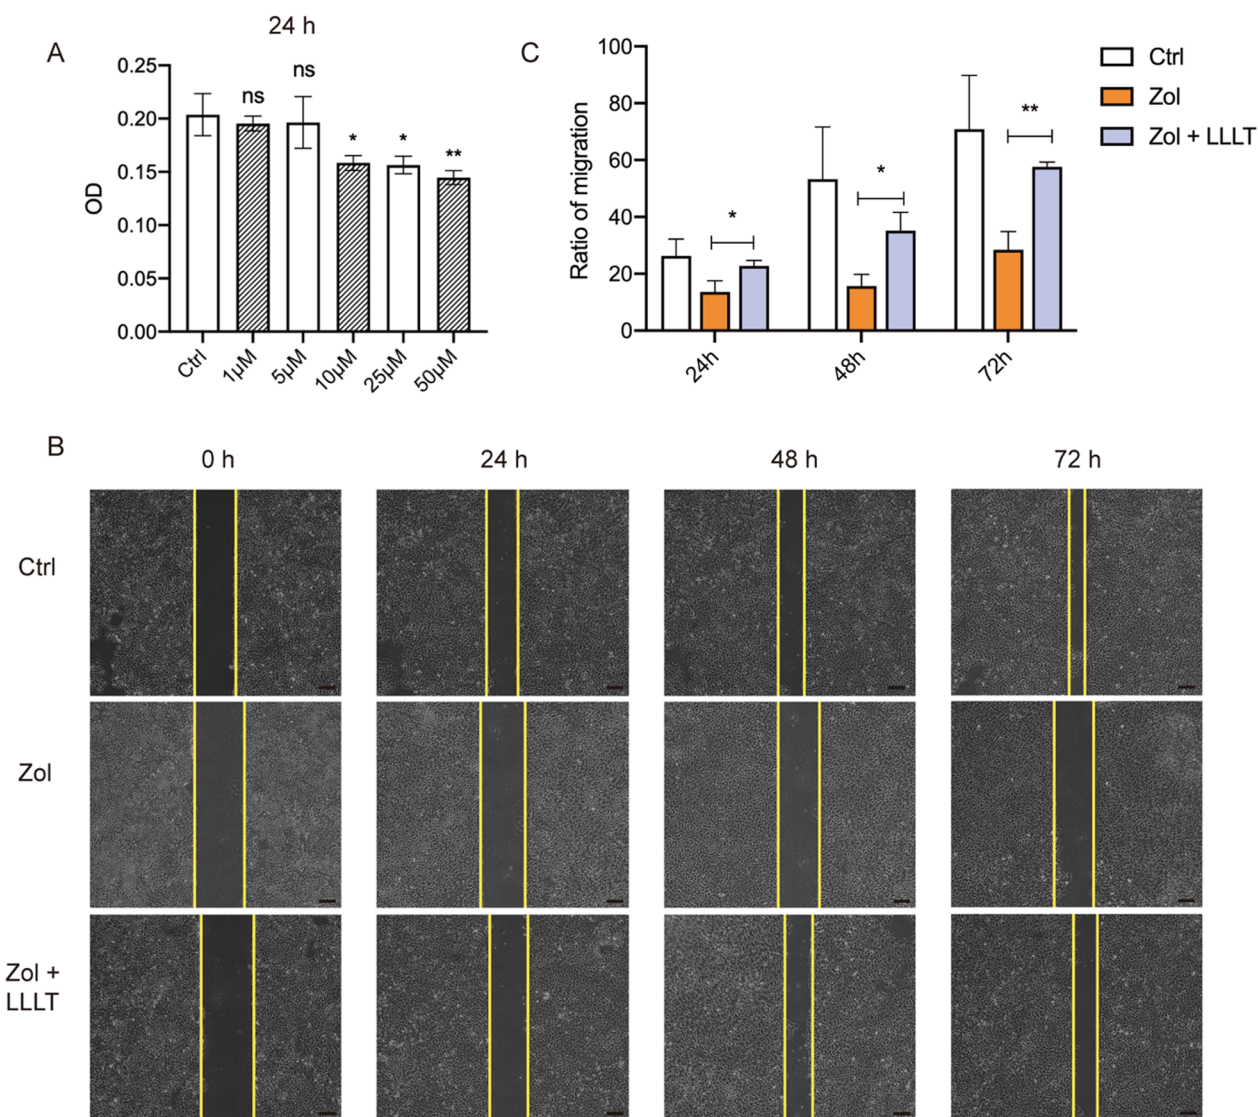 24 h
A
0.25
0.20
0.15
0.10
0.05
0.00
OD
ns
ns
*
*
**
Ctrl
1μM
5μM
10μM
25μM
50μM
C
100
80
60
40
20
0
Ratio of migration
*
*
**
24h
48h
72h
Ctrl
Zol
Zol + LLLT
B
0 h
24 h
48 h
72 h
Ctrl
Zol
Zol +
LLLT